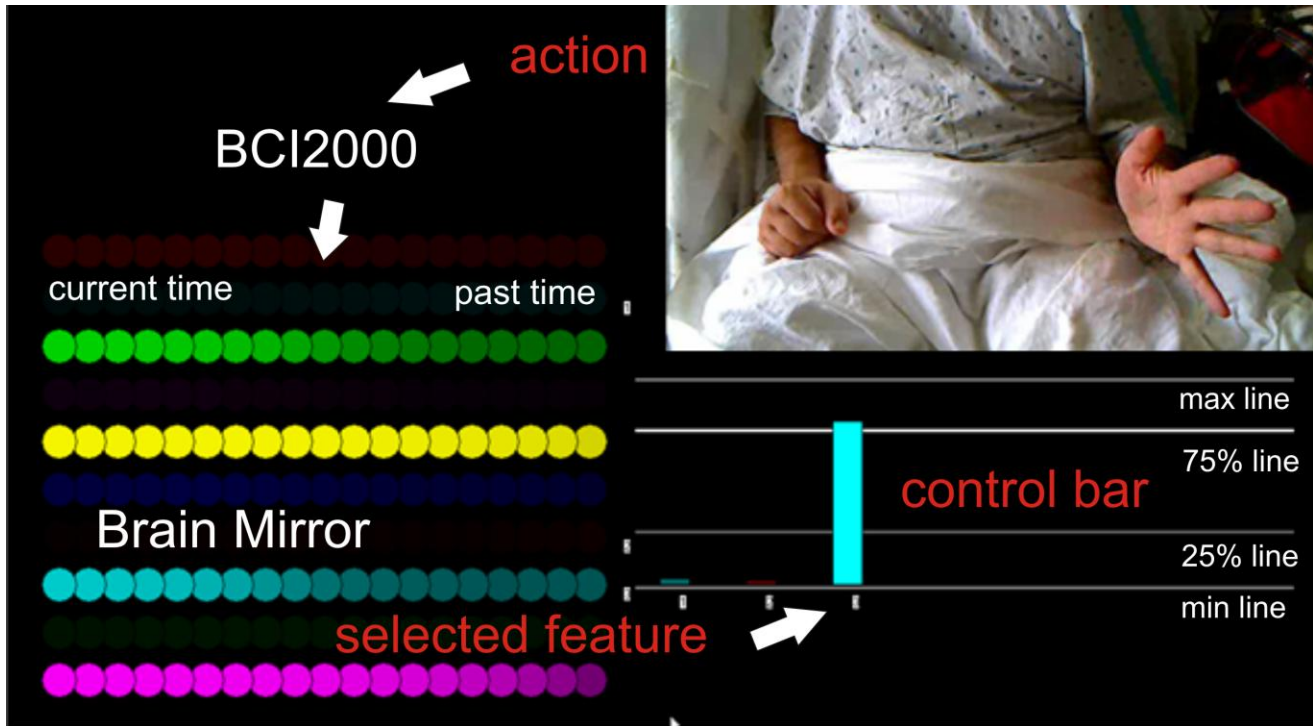 action
BCI2000
current time
past time
max line
75% line
control bar
Brain Mirror
25% line
min line
selected feature